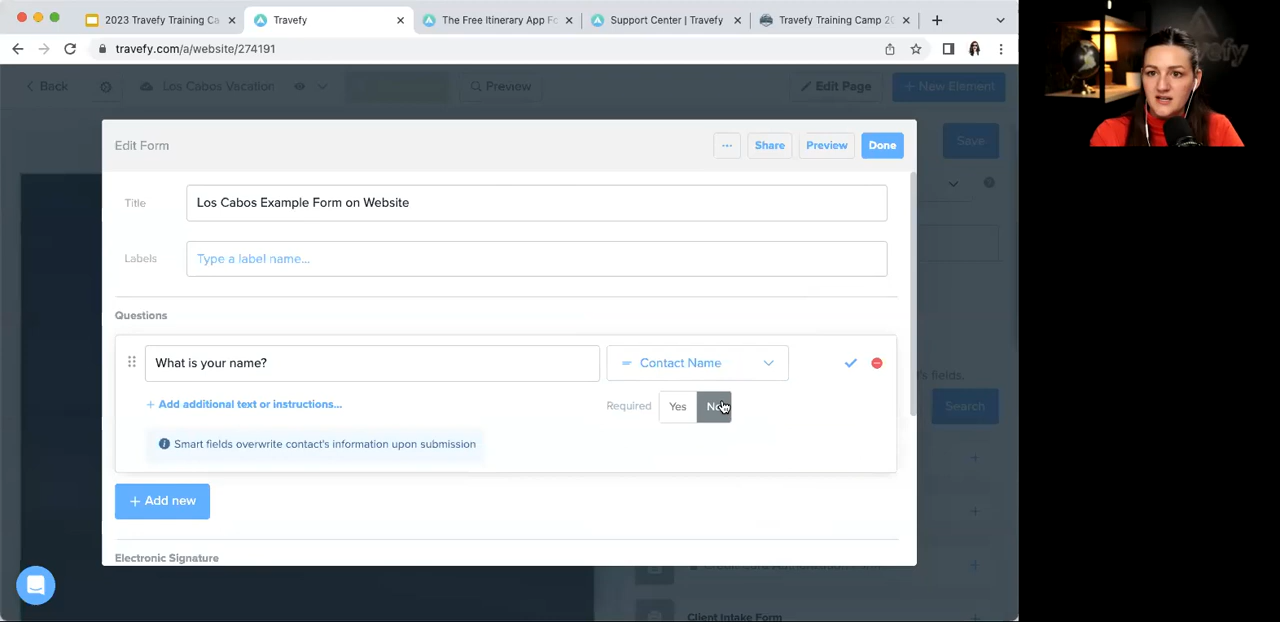 2023 Travefy Training Ca
Travefy
The Free Itinerary App Fo
Support Center | Travefy
Travefy Training Camp 20
travefy.com/a/website/274191
Back
Los Cabos Vacation
Preview
Edit Page
+ New Element
Edit Form
...
Share
Preview
Done
Save
Title
Los Cabos Example Form on Website
Labels
Type a label name...
Questions
What is your name?
Contact Name
's fields.
+ Add additional text or instructions...
Required
Yes
No
Search
Smart fields overwrite contact's information upon submission
+ Add new
Electronic Signature
Client Intake Form